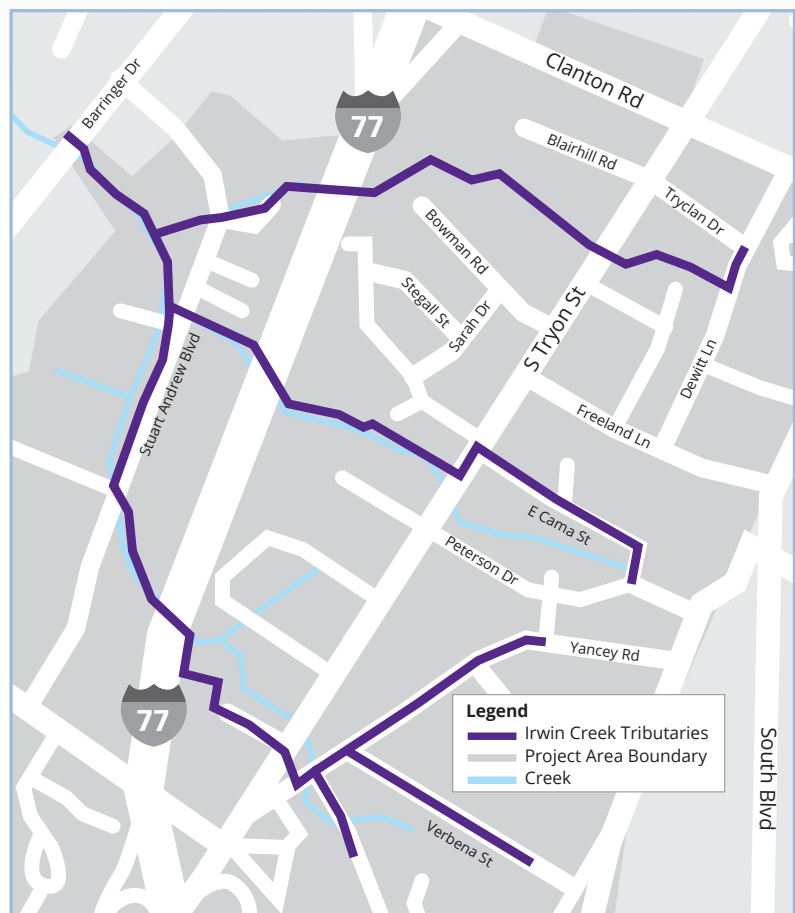 Barringer Dr
77
Clanton Rd
Blairhill Rd
Tryclan Dr
Bowman Rd
Stegall St
Sarah Dr
S Tryon St
Dewitt Ln
Stuart Andrew Blvd
Freeland Ln
E Cama St
Peterson Dr
Yancey Rd
77
Legend
Irwin Creek Tributaries
Project Area Boundary
Creek
South Blvd
Verbena St